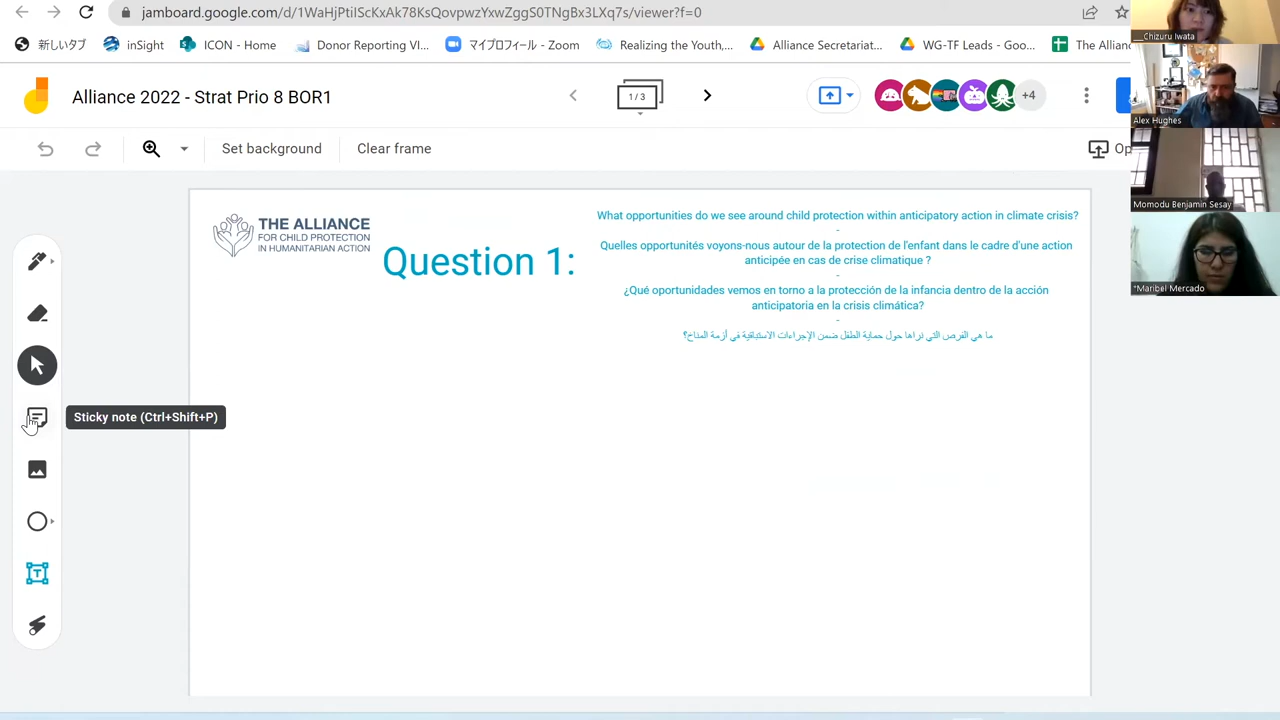 jamboard.google.com/d/1WaHjPtiIScKxAk78KsQovpwzYxwZggS0TNgBx3LXq7s/viewer?f=0
新しいタブ
inSight
ICON - Home
Donor Reporting VI...
プロフィール - Zoom
Realizing the Youth,...
Alliance Secretariat...
WG-TF Leads - Goo...
The Allian
Alliance 2022 - Strat Prio 8 BOR1
1 / 3
+4
Set background
Clear frame
Op
THE ALLIANCE
FOR CHILD PROTECTION
IN HUMANITARIAN ACTION
Question 1:
What opportunities do we see around child protection within anticipatory action in climate crisis?
-
Quelles opportunités voyons-nous autour de la protection de l'enfant dans le cadre d'une action
anticipée en cas de crise climatique ?
-
¿Qué oportunidades vemos en torno a la protección de la infancia dentro de la acción
anticipatoria en la crisis climática?
-
ما هي الفرص التي نراها حول حماية الطفل ضمن الإجراءات الاستباقية في أزمة المناخ؟
Sticky note (Ctrl+Shift+P)
T
__Chizuru Iwata
Alex Hughes
Momodu Benjamin Sesay
*Maribel Mercado